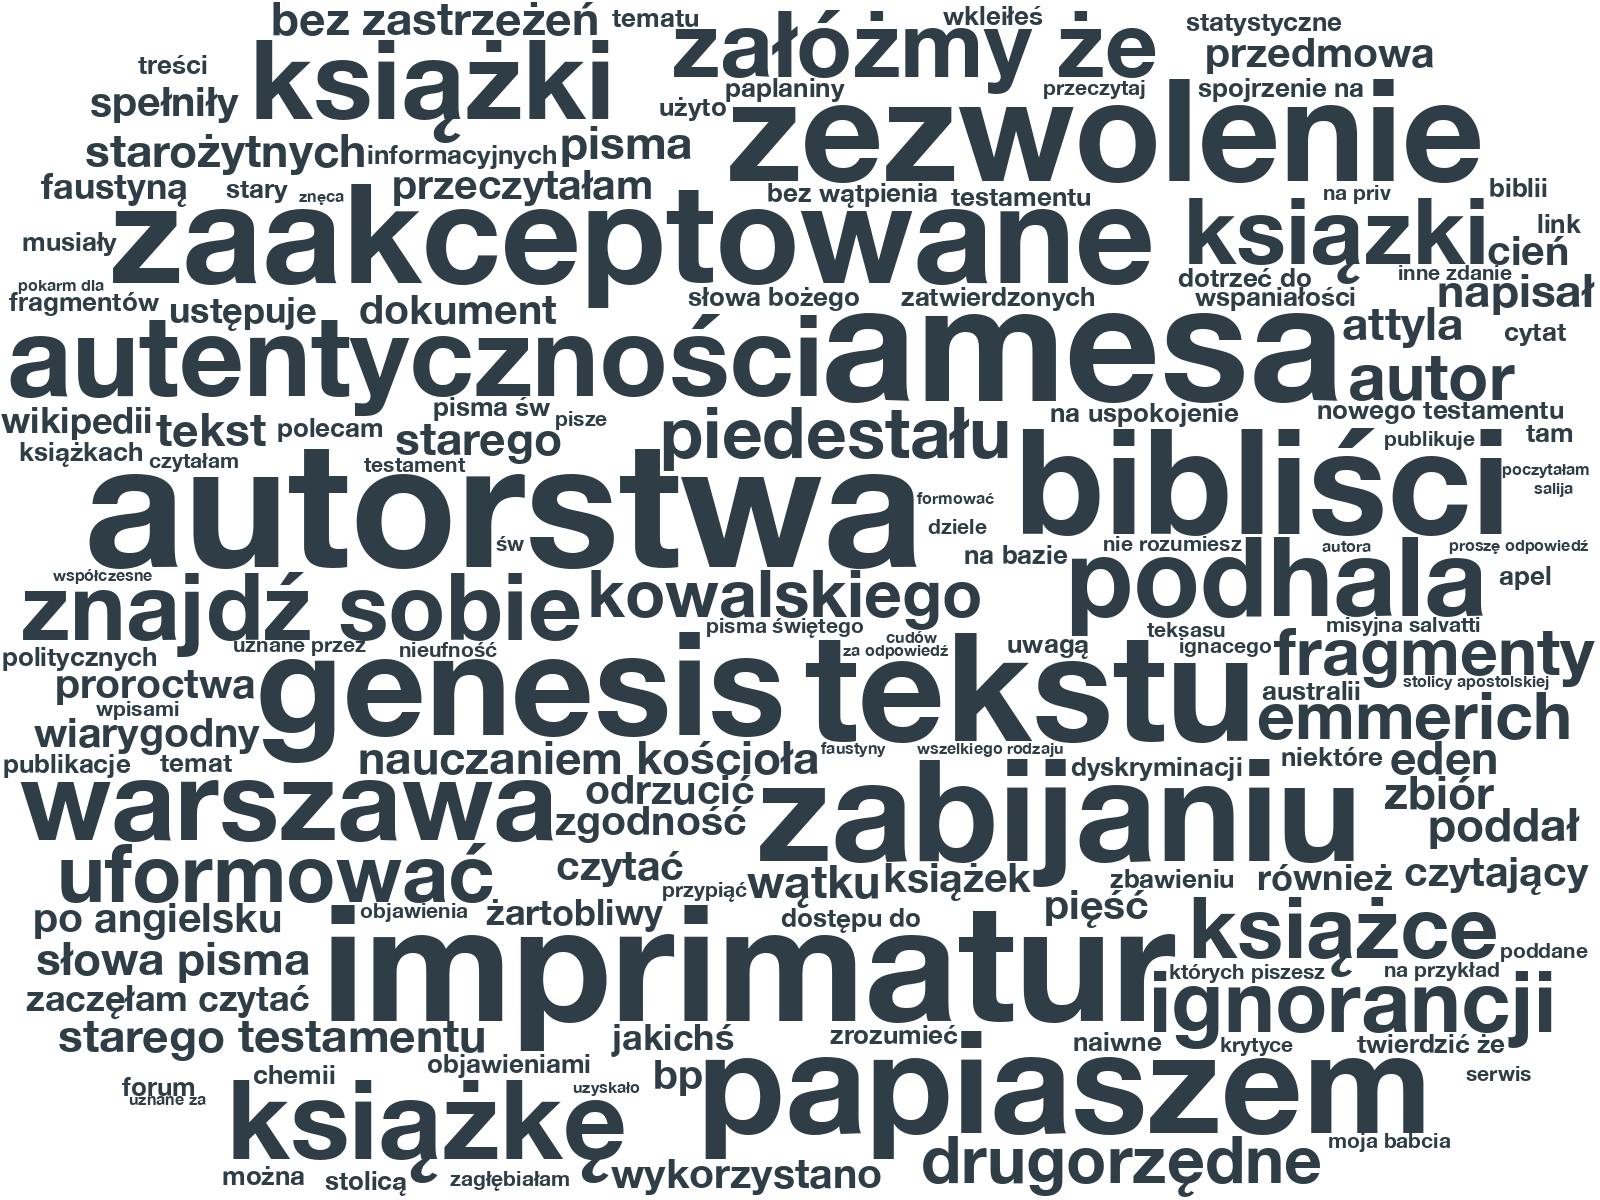 bez zastrzeżeń
tematu
wkleiłeś
statystyczne
treści
książki
załóżmy że
przedmowa
spełniły
użyto
paplaniny
przeczytaj
spojrzenie na
zezwolenie
starożytnych
informacyjnych
pisma
faustyną
stary
znęca
przeczytałam
bez wątpienia
testamentu
na priv
biblii
musiały
zaakceptowane
książki
link
cień
pokarm dla
fragmentów
ustępuje
dokument
słowa bożego
zatwierdzonych
dotrzeć do
wspaniałości
inne zdanie
napisał
autentyczności
amesa
attyla
cytat
autor
wikipedii
tekst
polecam
pisma św
pisze
starego
piedestału
na uspokojenie
nowego testamentu
publikuje
tam
książkach
czytałam
testament
autorstwa
formować
dziele
bibliści
poczytałam
salija
św
na bazie
nie rozumiesz
autora
proszę odpowiedź
współczesne
znajdź sobie
kowalskiego
podhala
apel
pisma świętego
cudów
za odpowiedź
uwagą
teksasu
ignacego
misyjna salvatti
fragmenty
politycznych
uznane przez
nieufność
proroctwa
genesis
tekstu
australii
stolicy apostolskiej
wpisami
wiarygodny
emmerich
publikacje
temat
nauczaniem kościoła
faustyny
wszelkiego rodzaju
dyskryminacji
niektóre
eden
warszawa
odrzucić
zgodność
zabijaniu
zbiór
poddał
uformować
czytać
przypiąć
wątku
książek
zbawieniu
również
czytający
po angielsku
objawienia
żartobliwy
dostępu do
pięść
książce
słowa pisma
imprimatur
poddane
których piszesz
na przykład
zaczęłam czytać
ignorancji
starego testamentu
jakichś
zrozumieć
naiwne
krytyce
twierdzić że
forum
uznane za
chemii
objawieniami
uzyskało
bp
papiaszem
serwis
książkę
moja babcia
można
stolicą
zagłębiałam
wykorzystano
drugorzędne